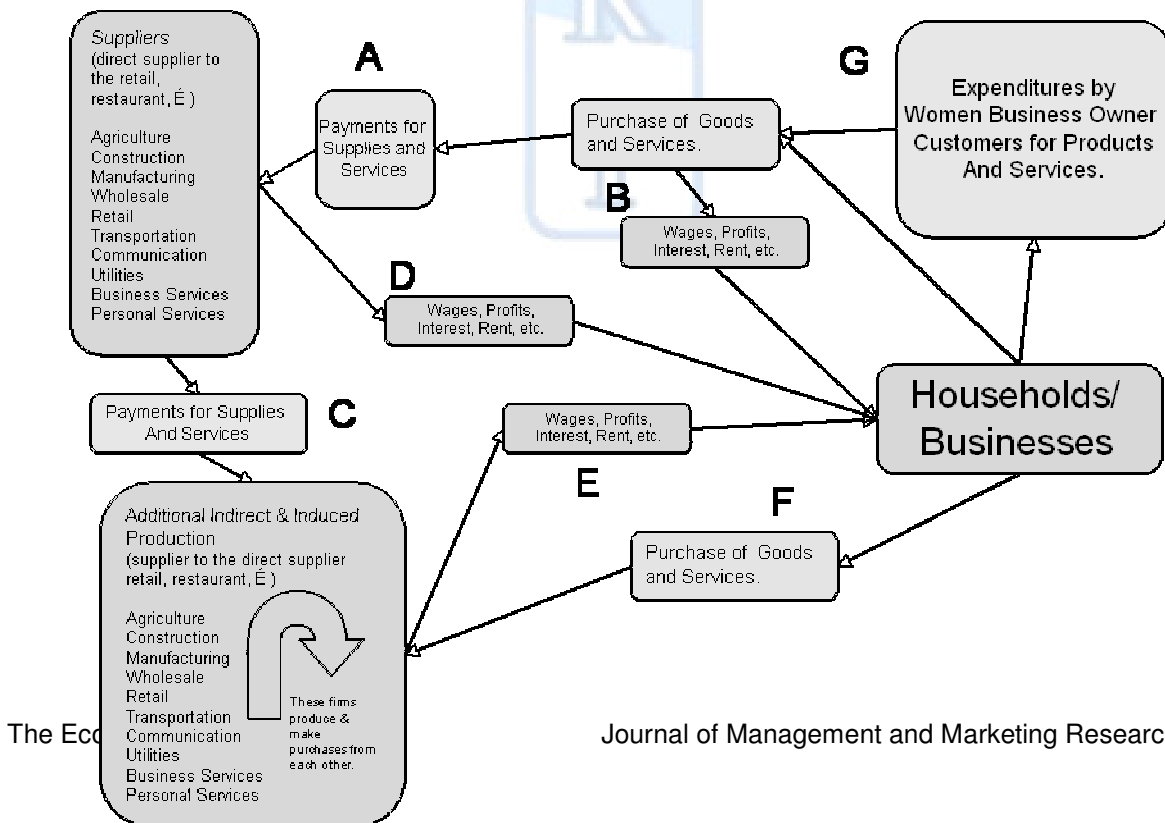 Suppliers
(direct supplier to
the retail,
restaurant, É )
Agriculture
Construction
Manufacturing
Wholesale
Retail
Transportation
Communication
Utilities
Business Services
Personal Services
A
Payments for
Supplies and
Services
Purchase of Goods
and Services.
G
Expenditures by
Women Business Owner
Customers for Products
And Services.
B
Wages, Profits,
Interest, Rent, etc.
D
Wages, Profits,
Interest, Rent, etc.
Households/
Businesses
Payments for Supplies
And Services
C
Wages, Profits,
Interest, Rent, etc.
E
F
Purchase of Goods
and Services.
Additional Indirect & Induced
Production
(supplier to the direct supplier
retail, restaurant, É )
Agriculture
Construction
Manufacturing
Wholesale
Retail
Transportation
Communication
Utilities
Business Services
Personal Services
These firms
produce &
make
purchases from
each other.
The Journal of Management and Marketing